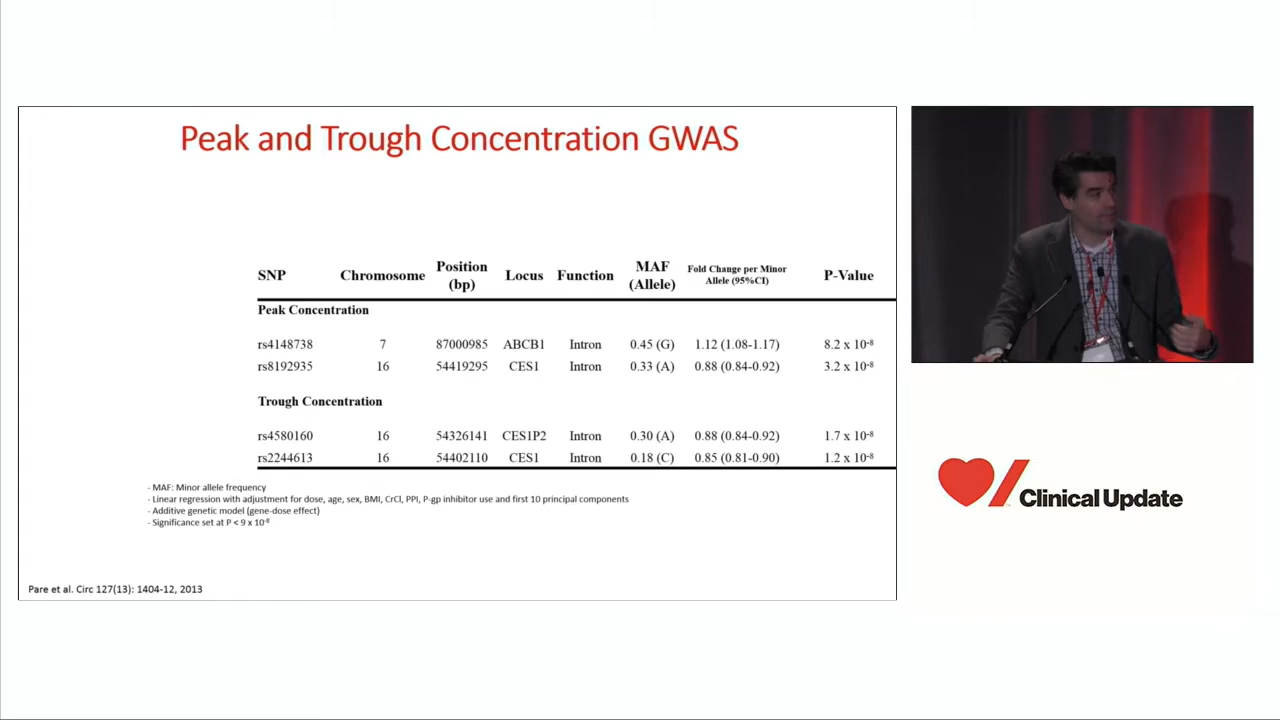 Peak and Trough Concentration GWAS
SNP Chromosome Position (bp) Locus Function MAF (Allele) Fold Change per Minor Allele (95%CI) P-Value
Peak Concentration
rs4148738 7 87000985 ABCB1 Intron 0.45 (G) 1.12 (1.08-1.17) 8.2 x 10⁻⁸
rs8192935 16 54419295 CES1 Intron 0.33 (A) 0.88 (0.84-0.92) 3.2 x 10⁻⁸
Trough Concentration
rs4580160 16 54326141 CES1P2 Intron 0.30 (A) 0.88 (0.84-0.92) 1.7 x 10⁻⁸
rs2244613 16 54402110 CES1 Intron 0.18 (C) 0.85 (0.81-0.90) 1.2 x 10⁻⁸
- MAF: Minor allele frequency
- Linear regression with adjustment for dose, age, sex, BMI, CrCl, PPI, P-gp inhibitor use and first 10 principal components
- Additive genetic model (gene-dose effect)
- Significance set at P < 9 x 10⁻⁸
Pare et al. Circ 127(13): 1404-12, 2013
Clinical Update